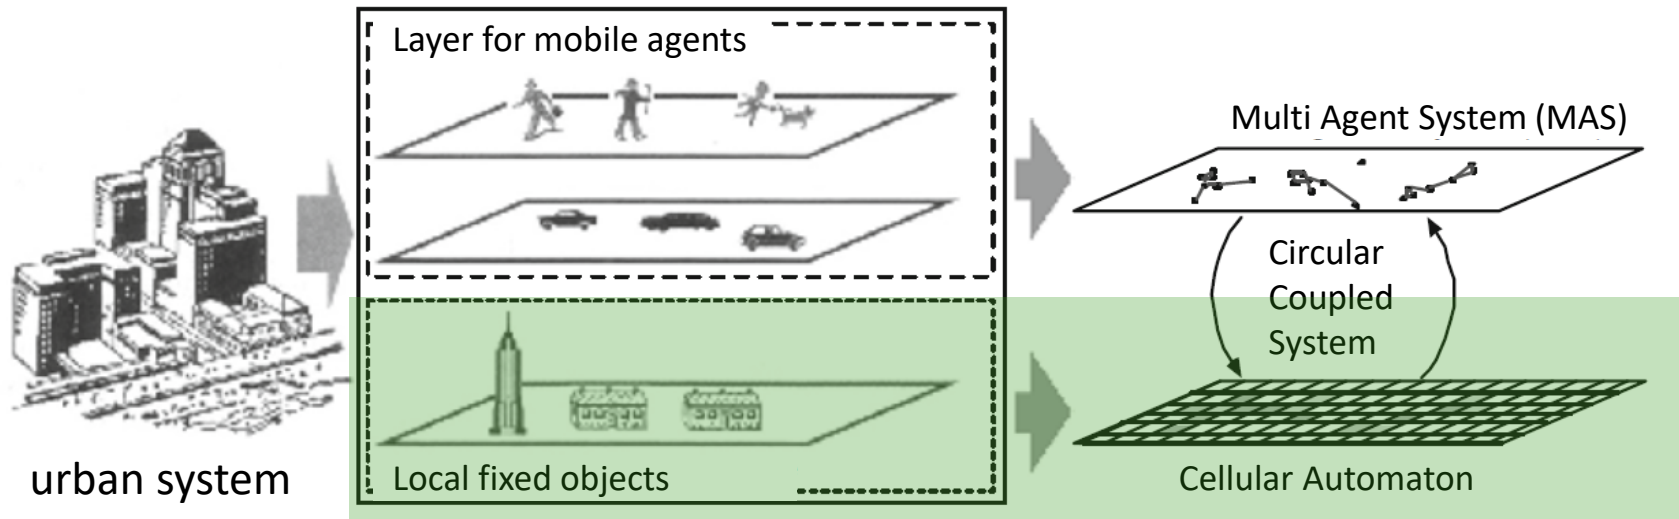 Layer for mobile agents
Multi Agent System (MAS)
Circular
Coupled
System
urban system
Local fixed objects
Cellular Automaton